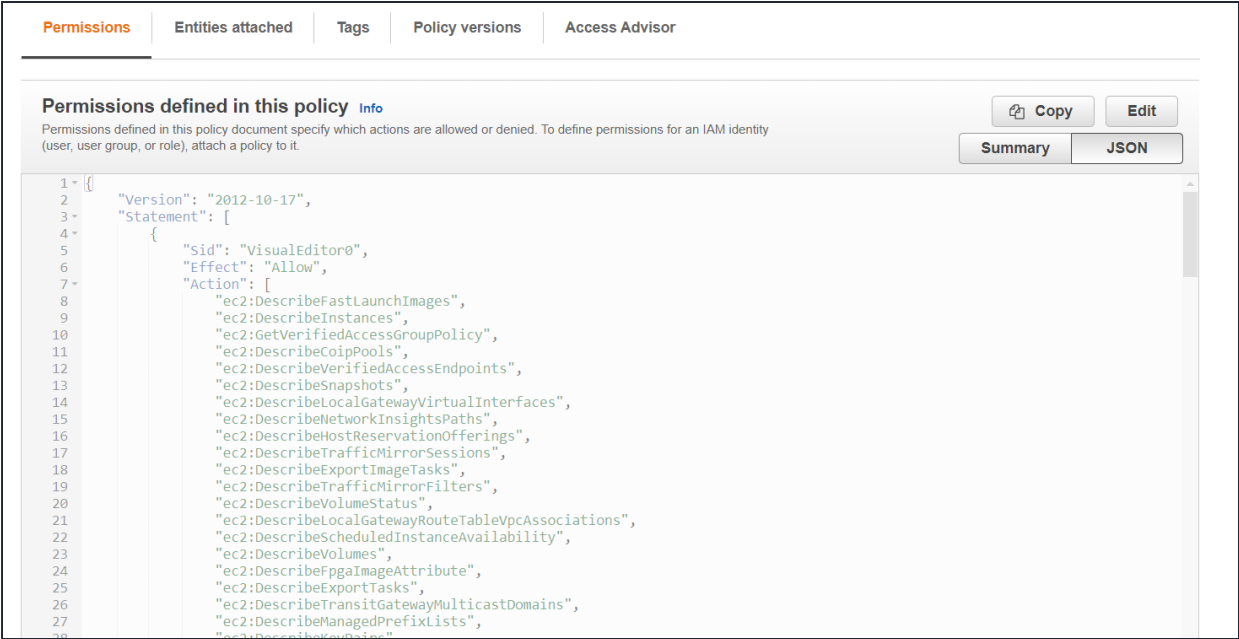 Permissions Entities attached Tags Policy versions Access Advisor
Permissions defined in this policy Info
Permissions defined in this policy document specify which actions are allowed or denied. To define permissions for an IAM identity
(user, user group, or role), attach a policy to it.
Copy Edit
Summary JSON
1 {
2 "Version": "2012-10-17",
3 "Statement": [
4 {
5 "Sid": "VisualEditor0",
6 "Effect": "Allow",
7 "Action": [
8 "ec2:DescribeFastLaunchImages",
9 "ec2:DescribeInstances",
10 "ec2:GetVerifiedAccessGroupPolicy",
11 "ec2:DescribeCoipPools",
12 "ec2:DescribeVerifiedAccessEndpoints",
13 "ec2:DescribeSnapshots",
14 "ec2:DescribeLocalGatewayVirtualInterfaces",
15 "ec2:DescribeNetworkInsightsPaths",
16 "ec2:DescribeHostReservationOfferings",
17 "ec2:DescribeTrafficMirrorSessions",
18 "ec2:DescribeExportImageTasks",
19 "ec2:DescribeTrafficMirrorFilters",
20 "ec2:DescribeVolumeStatus",
21 "ec2:DescribeLocalGatewayRouteTableVpcAssociations",
22 "ec2:DescribeScheduledInstanceAvailability",
23 "ec2:DescribeVolumes",
24 "ec2:DescribeFpgaImageAttribute",
25 "ec2:DescribeExportTasks",
26 "ec2:DescribeTransitGatewayMulticastDomains",
27 "ec2:DescribeManagedPrefixLists",
28 "ec2:DescribeKeyPairs"